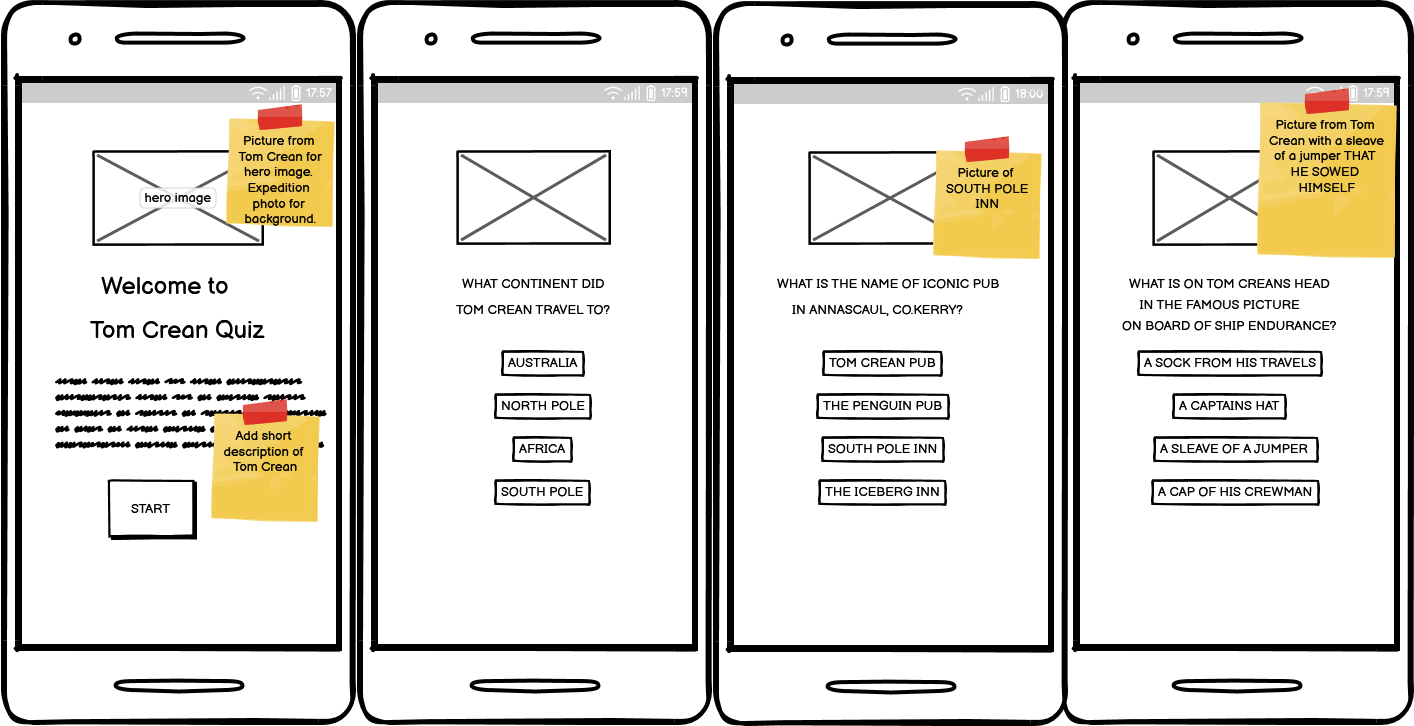 17:57
Picture from
Tom Crean for
hero image.
Expedition
photo for
background.
hero image
Welcome to
Tom Crean Quiz
Add short
description of
Tom Crean
START
17:59
WHAT CONTINENT DID
TOM CREAN TRAVEL TO?
AUSTRALIA
NORTH POLE
AFRICA
SOUTH POLE
18:00
Picture of
SOUTH POLE
INN
WHAT IS THE NAME OF ICONIC PUB
IN ANNASCAUL, CO.KERRY?
TOM CREAN PUB
THE PENGUIN PUB
SOUTH POLE INN
THE ICEBERG INN
17:59
Picture from Tom
Crean with a sleave
of a jumper THAT
HE SOWED
HIMSELF
WHAT IS ON TOM CREANS HEAD
IN THE FAMOUS PICTURE
ON BOARD OF SHIP ENDURANCE?
A SOCK FROM HIS TRAVELS
A CAPTAINS HAT
A SLEAVE OF A JUMPER
A CAP OF HIS CREWMAN